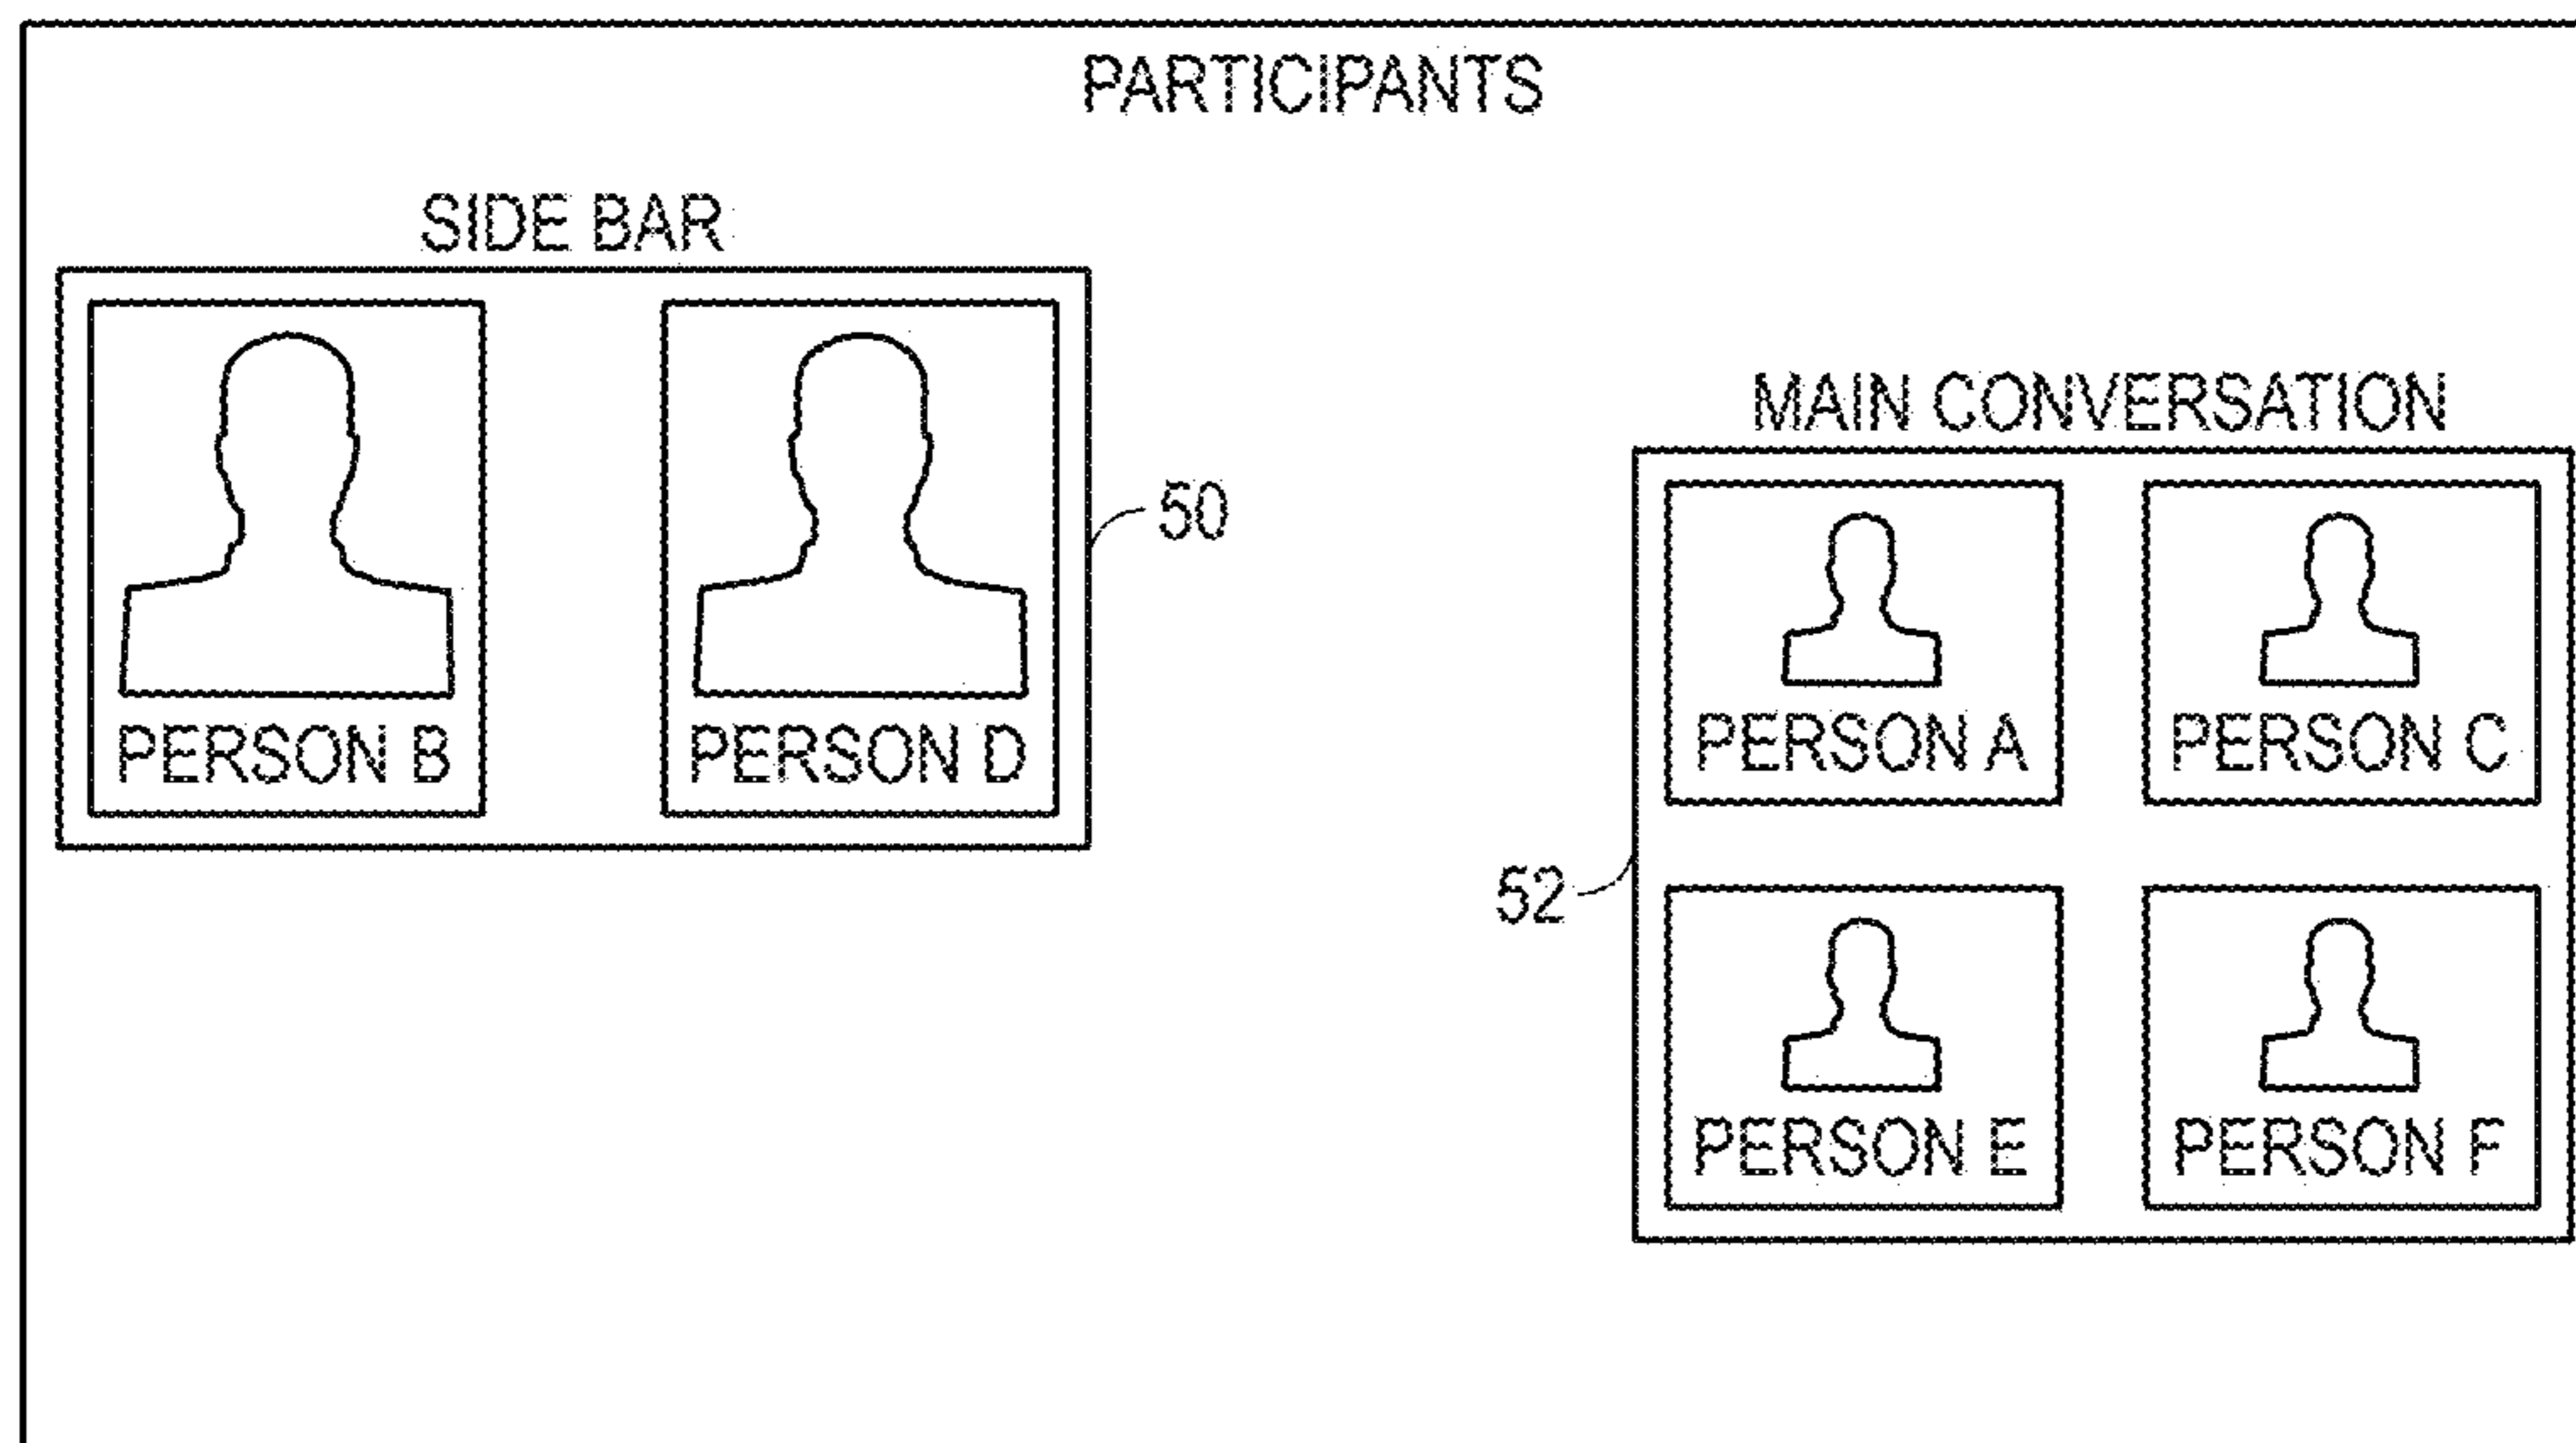 PARTICIPANTS
SIDE BAR
PERSON B
PERSON D
50
MAIN CONVERSATION
PERSON A
PERSON C
52
PERSON E
PERSON F